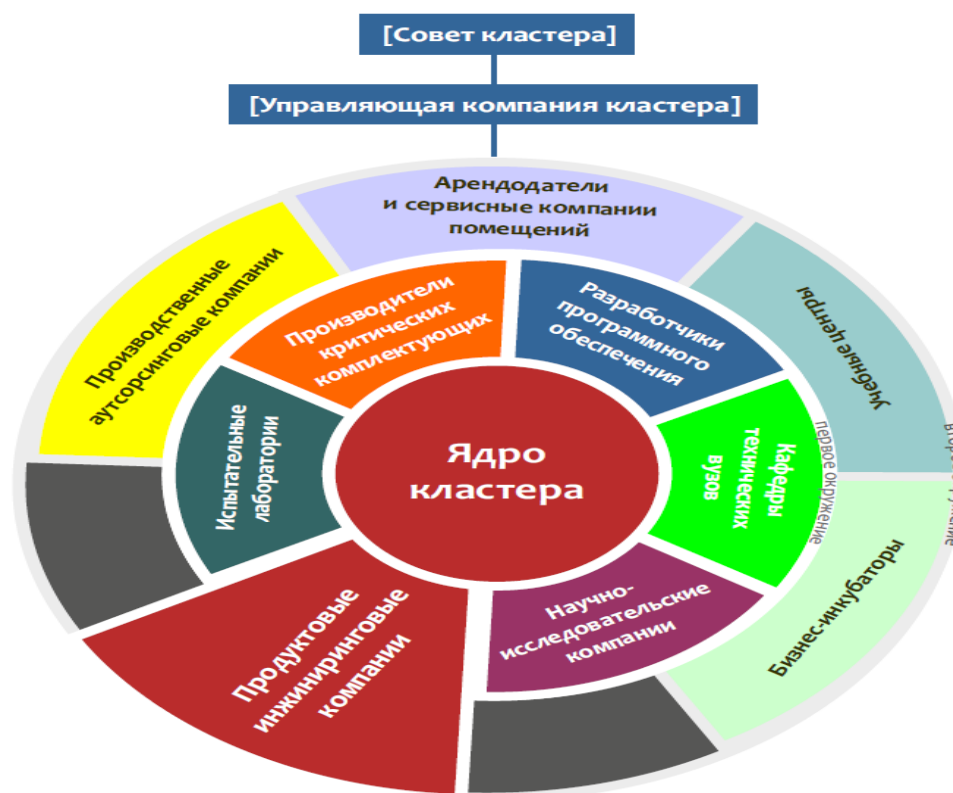 [Совет кластера]
[Управляющая компания кластера]
Арендодатели
и сервисные компании
помещений
Производственные
аутсорсинговые компании
Учебные центры
Производители
критических
комплектующих
Разработчики
программного
обеспечения
Испытательные
лаборатории
Ядро
кластера
Кафедры
технических
вузов
первое окружение
Продуктовые
инжиниринговые
компании
Научно-
исследовательские
компании
Бизнес-инкубаторы